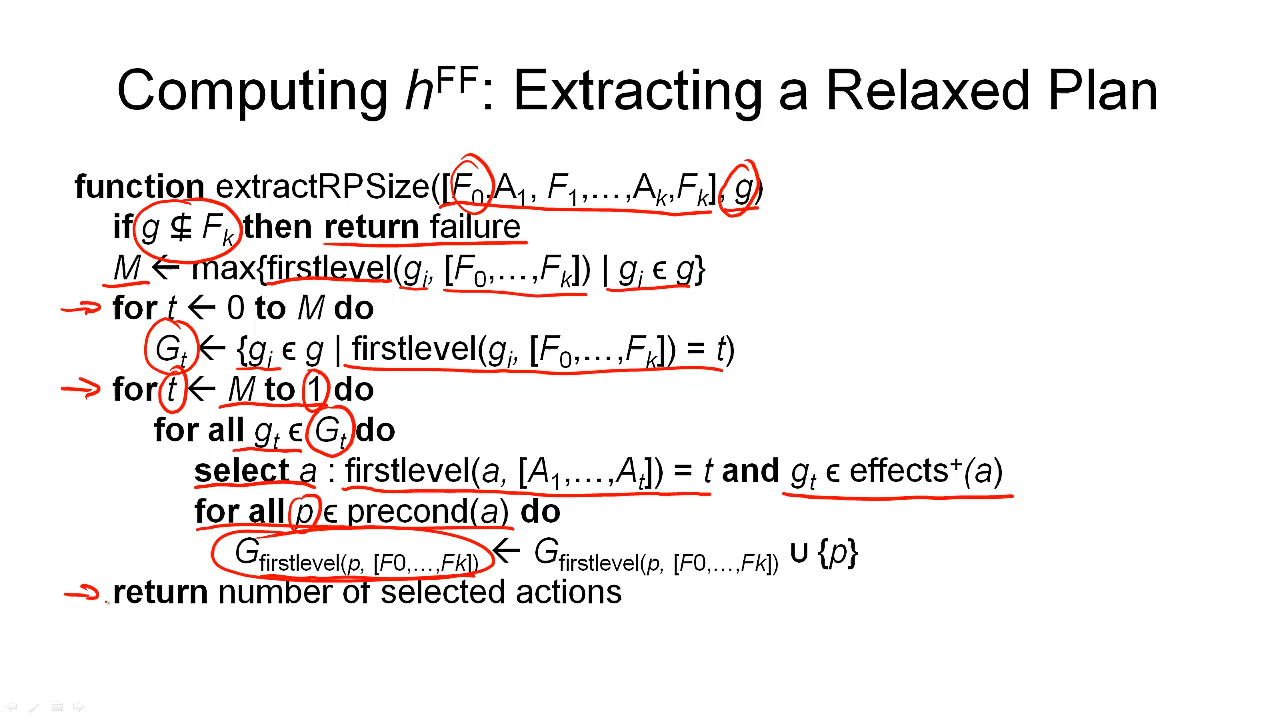 Computing hFF: Extracting a Relaxed Plan
function extractRPSize([F0,A1, F1,…,Ak,Fk], g)
if g ⊈ Fk then return failure
M ← max{firstlevel(gi, [F0,…,Fk]) | gi ϵ g}
for t ← 0 to M do
Gt ← {gi ϵ g | firstlevel(gi, [F0,…,Fk]) = t)
for t ← M to 1 do
for all gt ϵ Gt do
select a : firstlevel(a, [A1,…,At]) = t and gt ϵ effects+(a)
for all p ϵ precond(a) do
Gfirstlevel(p, [F0,…,Fk]) ← Gfirstlevel(p, [F0,…,Fk]) ∪ {p}
return number of selected actions